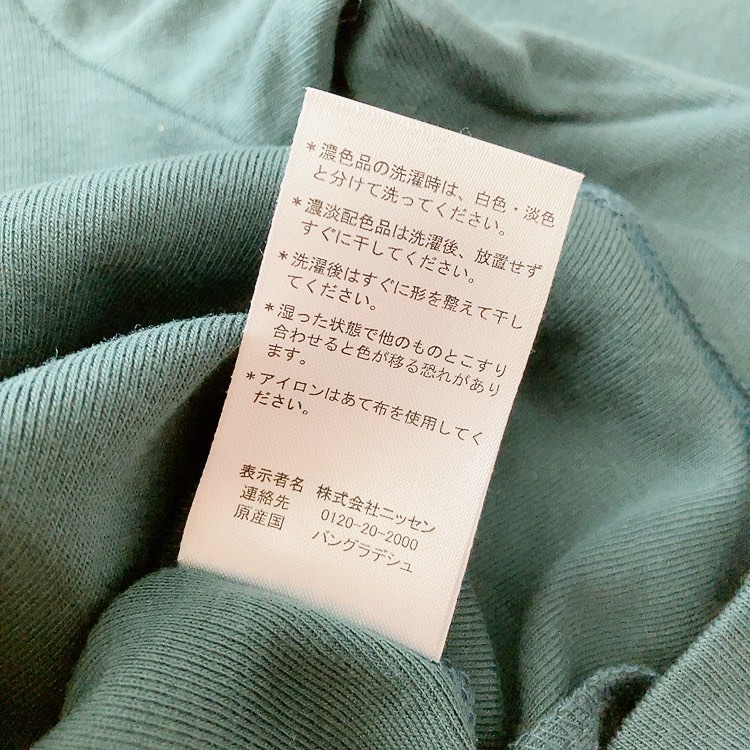 *濃色品の洗濯時は、白色・淡色
と分けて洗ってください。
*濃淡配色品は洗濯後、放置せず
すぐに干してください。
*洗濯後はすぐに形を整えて干し
てください。
*湿った状態で他のものとこすり
合わせると色が移る恐れがあり
ます。
*アイロンはあて布を使用してく
ださい。
表示者名 株式会社ニッセン
連絡先 0120-20-2000
原産国 バングラデシュ